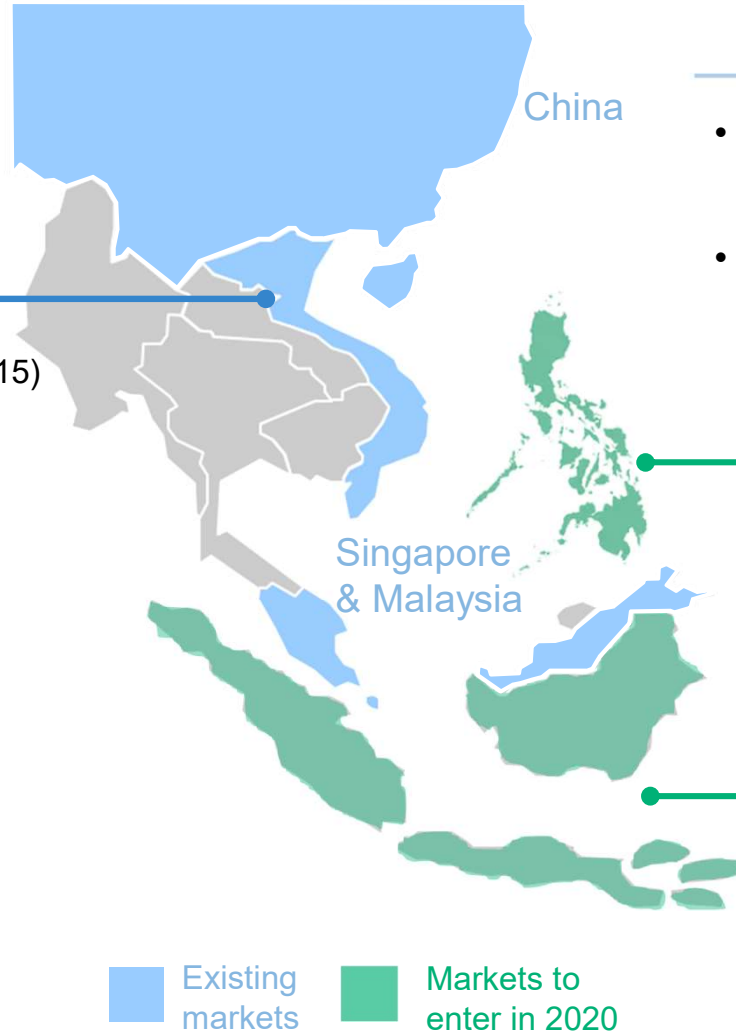 China
•
•
15)
Singapore
& Malaysia
Existing
markets
Markets to
enter in 2020